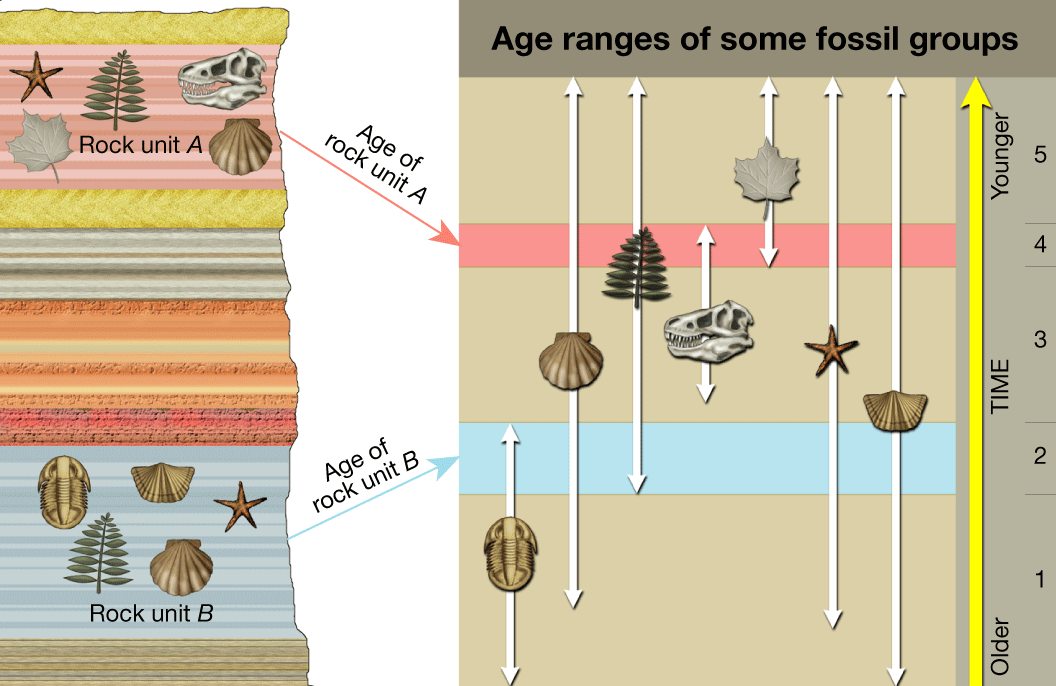 Age ranges of some fossil groups
Rock unit A
Age of
rock unit A
Age of
rock unit B
Rock unit B
Younger
TIME
Older
5
4
3
2
1